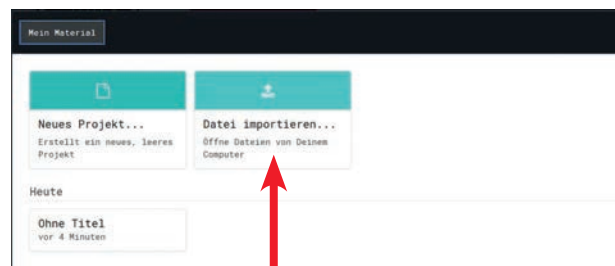 Mein Material
Neues Projekt...
Erstellt ein neues, leeres
Projekt
Datei importieren...
Öffne Dateien von Deinem
Computer
Heute
Ohne Titel
vor 4 Minuten